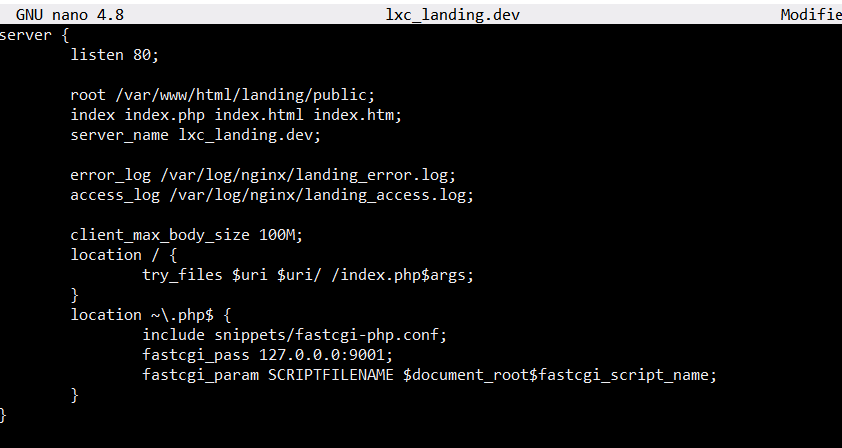 GNU nano 4.8 lxc_landing.dev Modifie
server {
listen 80;
root /var/www/html/landing/public;
index index.php index.html index.htm;
server_name lxc_landing.dev;
error_log /var/log/nginx/landing_error.log;
access_log /var/log/nginx/landing_access.log;
client_max_body_size 100M;
location / {
try_files $uri $uri/ /index.php$args;
}
location ~\.php$ {
include snippets/fastcgi-php.conf;
fastcgi_pass 127.0.0.0:9001;
fastcgi_param SCRIPTFILENAME $document_root$fastcgi_script_name;
}
}